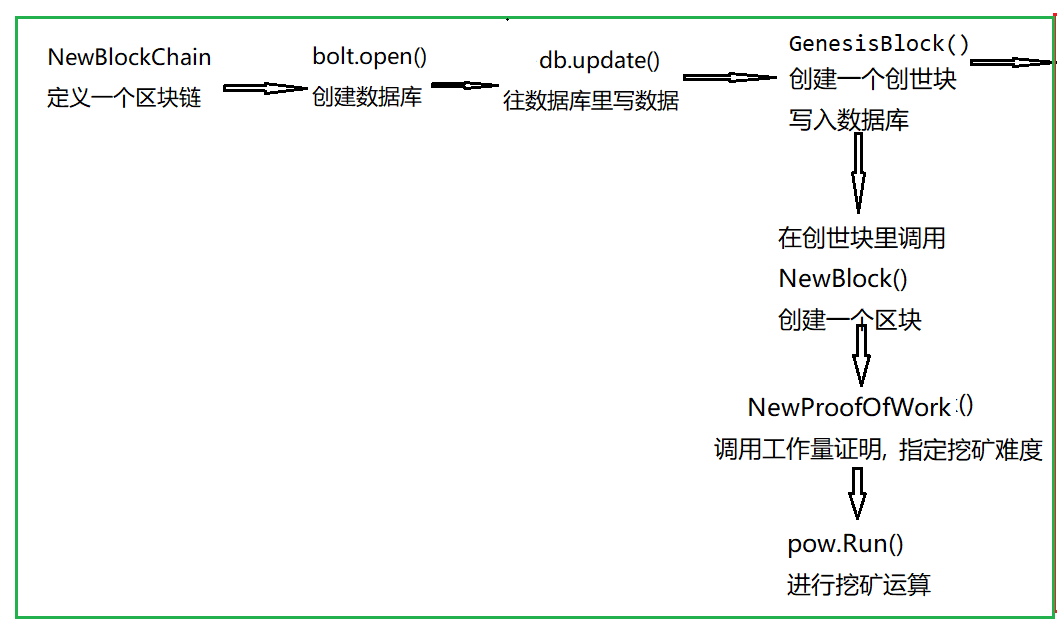 NewBlockChain
定义一个区块链
bolt.open()
创建数据库
db.update()
往数据库里写数据
GenesisBlock()
创建一个创世块
写入数据库
在创世块里调用
NewBlock()
创建一个区块
NewProofOfWork()
调用工作量证明, 指定挖矿难度
pow.Run()
进行挖矿运算